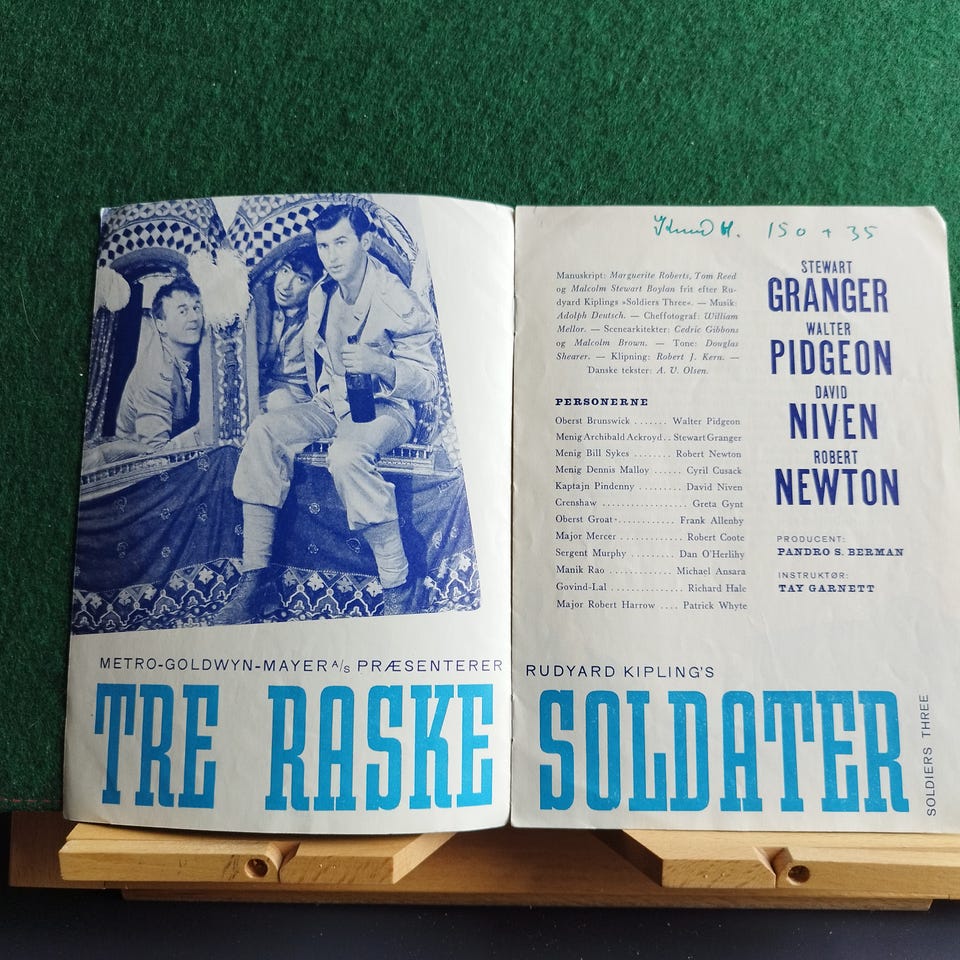 METRO-GOLDWYN-MAYER A/S PRÆSENTERER
TRE RASKE
150 + 35
Manuskript: Marguerite Roberts, Tom Reed
og Malcolm Stewart Boylan frit efter Ru-
dyard Kiplings »Soldiers Three«. — Musik:
Adolph Deutsch. — Cheffotograf: William
Mellor. — Scenearkitekter: Cedric Gibbons
og Malcolm Brown. — Tone: Douglas
Shearer. — Klipning: Robert J. Kern. —
Danske tekster: A. U. Olsen.
PERSONERNE
Oberst Brunswick ....... Walter Pidgeon
Menig Archibald Ackroyd.. Stewart Granger
Menig Bill Sykes ........ Robert Newton
Menig Dennis Malloy ...... Cyril Cusack
Kaptajn Pindenny ......... David Niven
Crenshaw ................. Greta Gynt
Oberst Groat ............ Frank Allenby
Major Mercer ............ Robert Coote
Sergent Murphy ......... Dan O'Herlihy
Manik Rao ............ Michael Ansara
Govind-Lal ............. Richard Hale
Major Robert Harrow .... Patrick Whyte
STEWART
GRANGER
WALTER
PIDGEON
DAVID
NIVEN
ROBERT
NEWTON
PRODUCENT:
PANDRO S. BERMAN
INSTRUKTØR:
TAY GARNETT
RUDYARD KIPLING'S
SOLDATER
SOLDIERS THREE